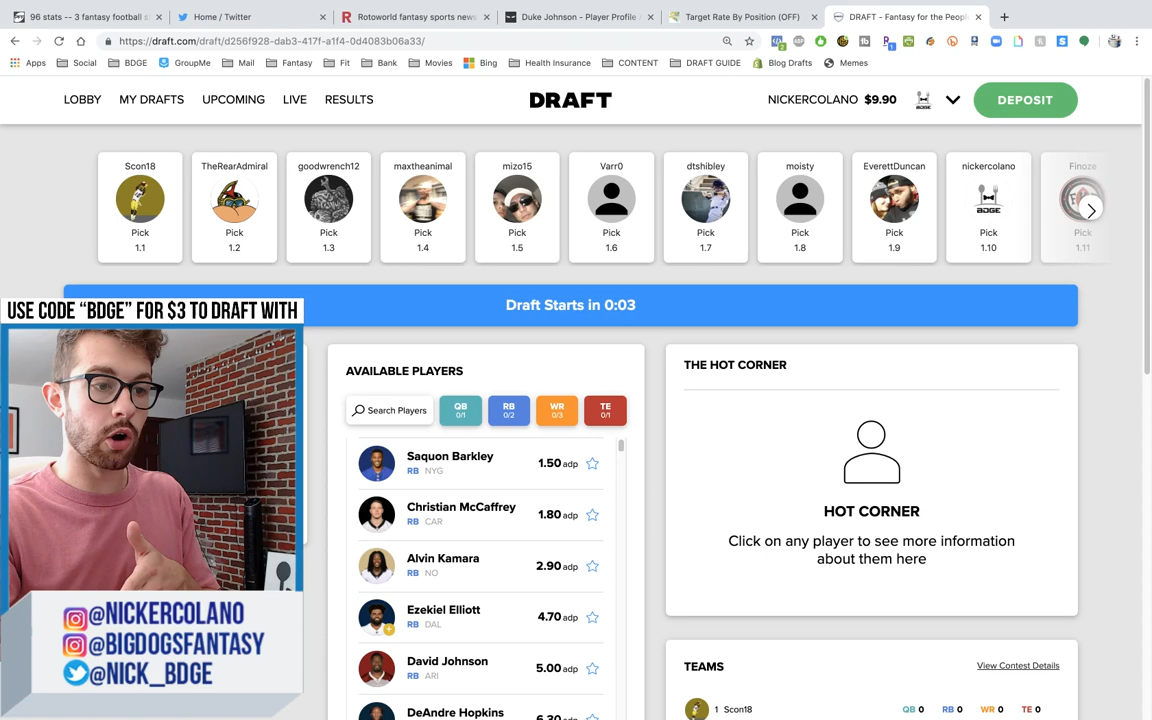 96 stats -- 3 fantasy football s
Home / Twitter
Rotoworld fantasy sports news
Duke Johnson - Player Profile
Target Rate By Position (OFF)
DRAFT - Fantasy for the People
https://draft.com/draft/d256f928-dab3-417f-a1f4-0d4083b06a33/
Apps
Social
BDGE
GroupMe
Mail
Fantasy
Fit
Bank
Movies
Bing
Health Insurance
CONTENT
DRAFT GUIDE
Blog Drafts
Memes
LOBBY
MY DRAFTS
UPCOMING
LIVE
RESULTS
DRAFT
NICKERCOLANO $9.90
DEPOSIT
Scon18
Pick
1.1
TheRearAdmiral
Pick
1.2
goodwrench12
Pick
1.3
maxtheanimal
Pick
1.4
mizo15
Pick
1.5
Varr0
Pick
1.6
dtshibley
Pick
1.7
moisty
Pick
1.8
EverettDuncan
Pick
1.9
nickercolano
BDGE
Pick
1.10
Finoze
Pick
1.11
Draft Starts in 0:03
USE CODE “BDGE” FOR $3 TO DRAFT WITH
@NICKERCOLANO
@BIGDOGSFANTASY
@NICK_BDGE
AVAILABLE PLAYERS
Search Players
QB
0/1
RB
0/2
WR
0/3
TE
0/1
Saquon Barkley
RB NYG
1.50 adp
Christian McCaffrey
RB CAR
1.80 adp
Alvin Kamara
RB NO
2.90 adp
Ezekiel Elliott
RB DAL
4.70 adp
David Johnson
RB ARI
5.00 adp
DeAndre Hopkins
6.30 adp
THE HOT CORNER
HOT CORNER
Click on any player to see more information
about them here
TEAMS
View Contest Details
1 Scon18
QB 0
RB 0
WR 0
TE 0